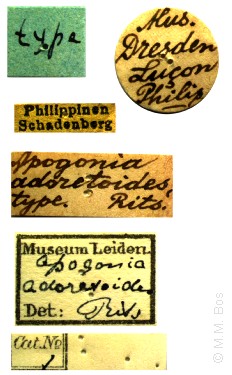 type
Mus.
Dresden
Luçon
Philip.
Philippinen
Schadenberg
Apogonia
adoretoides,
type. Rits.
Museum Leiden.
Apogonia
adoretoides
Det: Rits.
Cat. No
1
© M.M. Bos